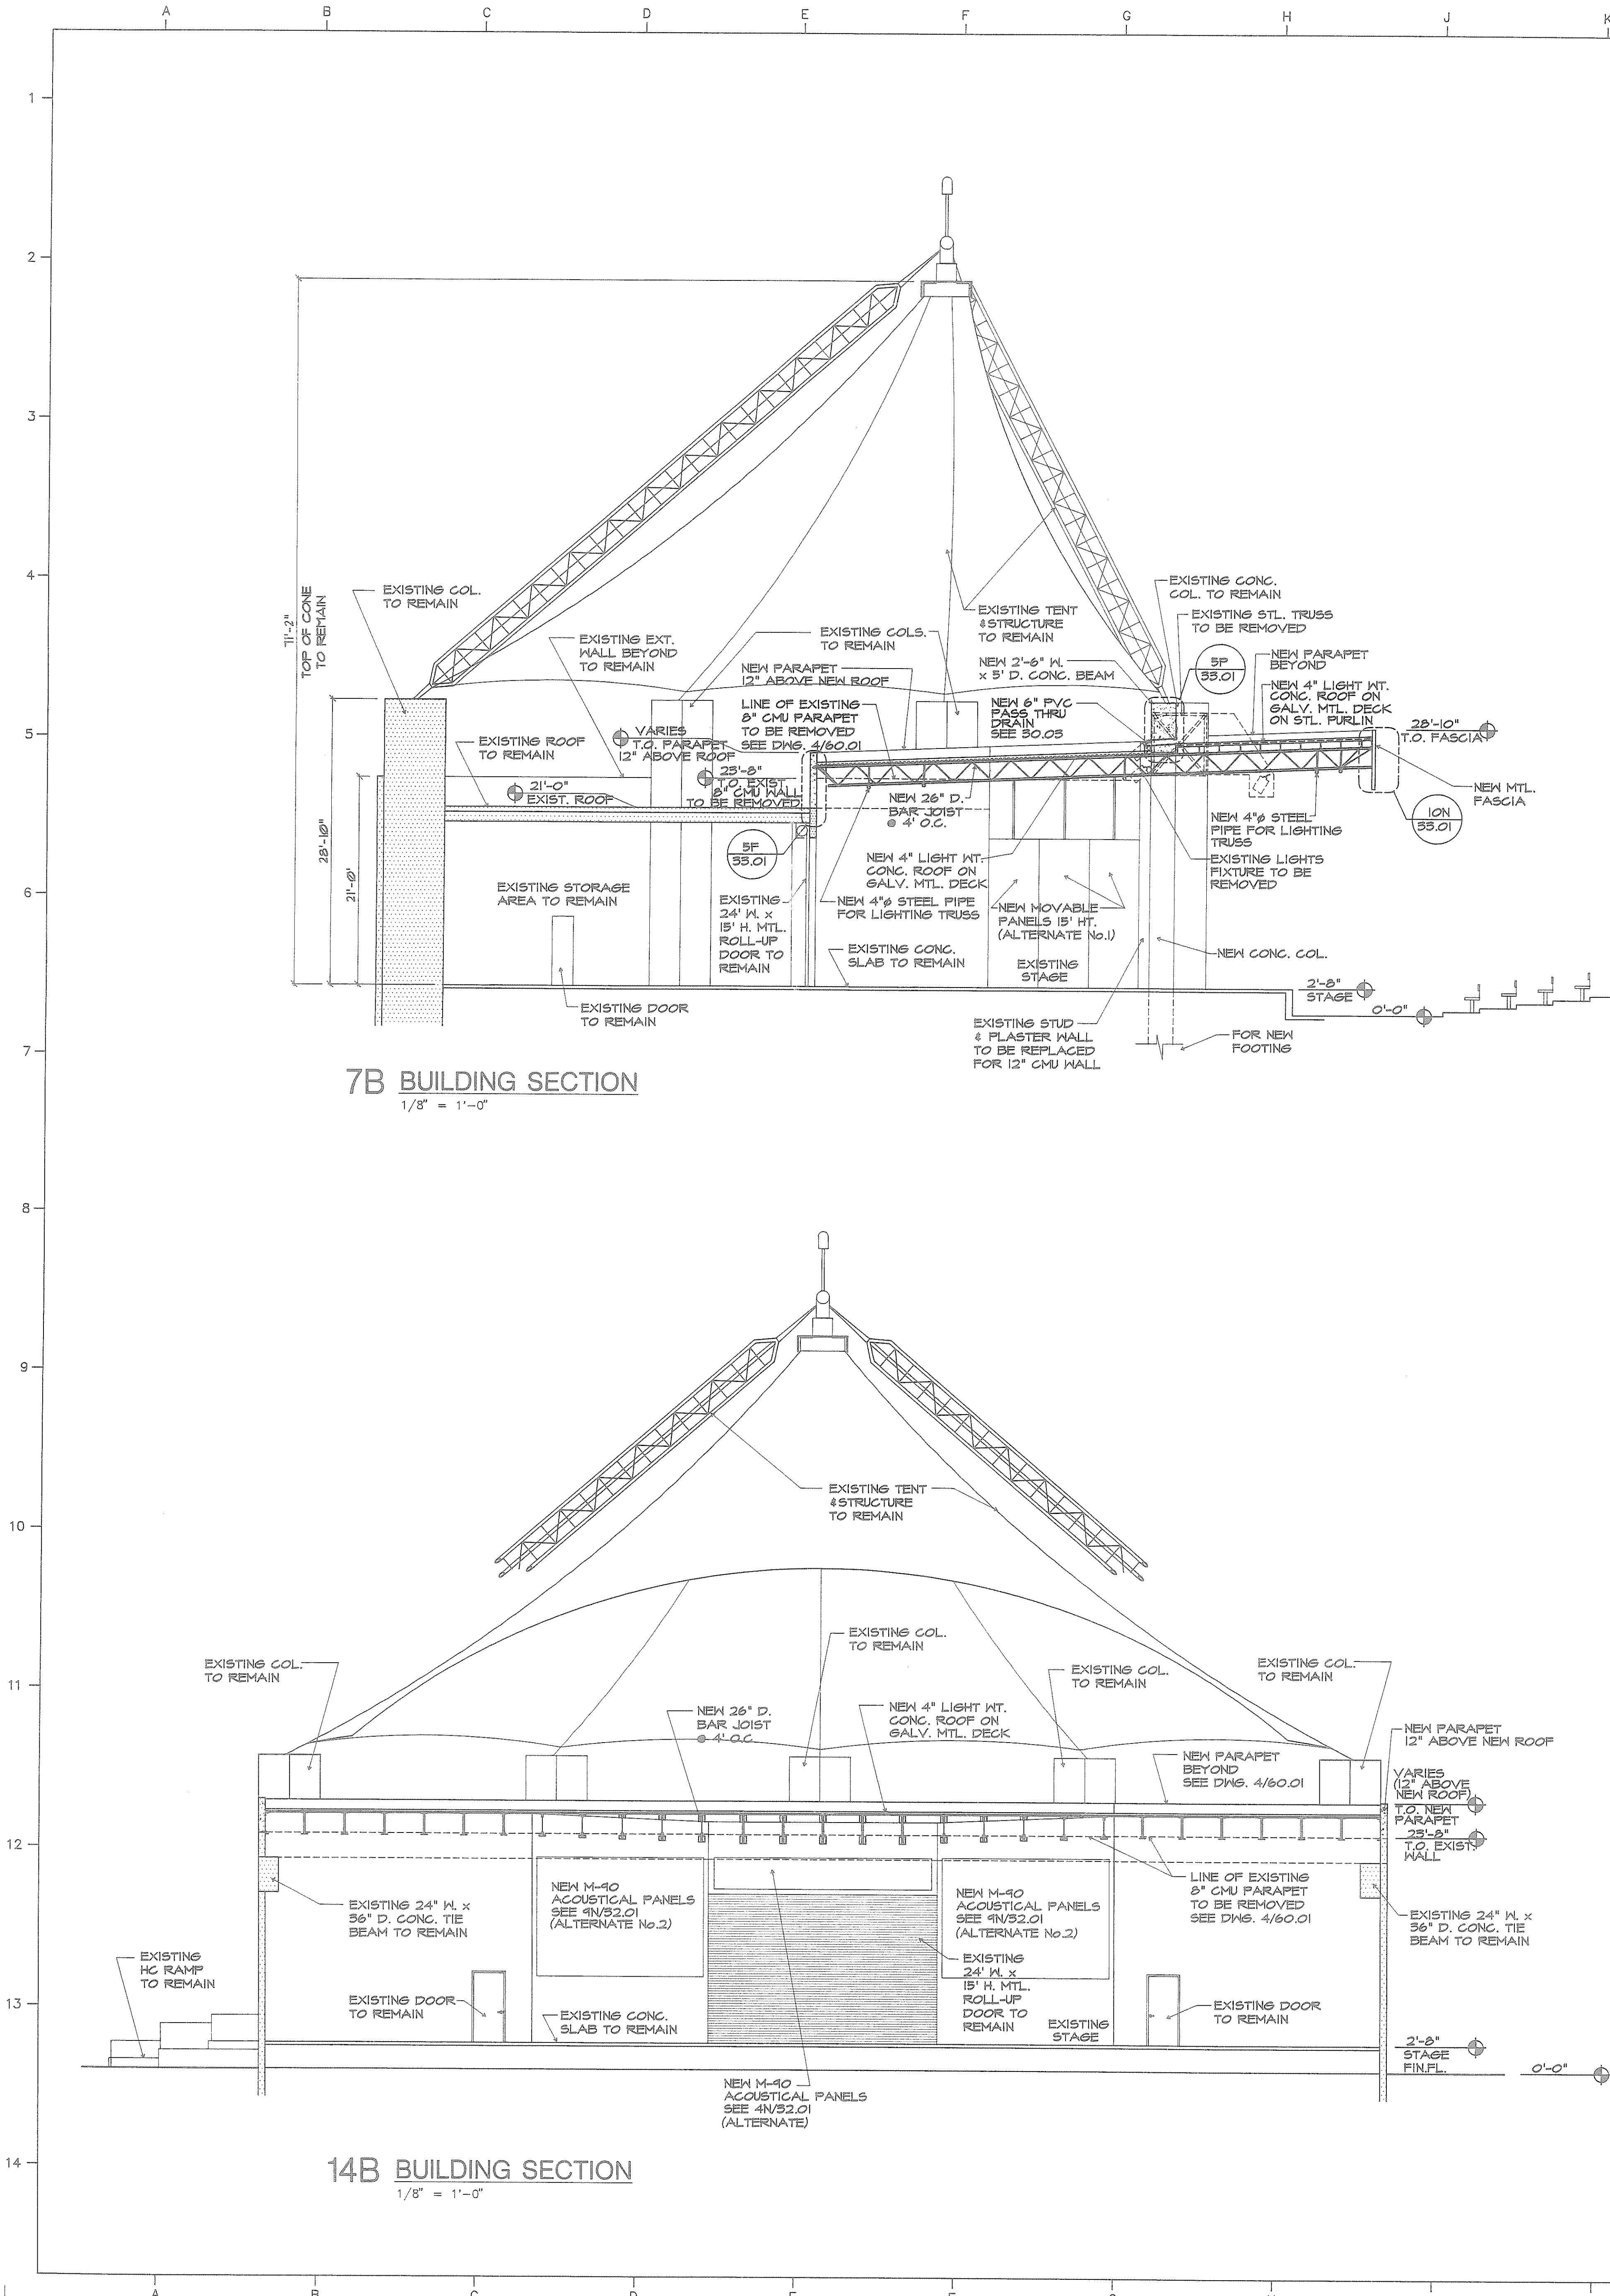 A B C D E F G H J K
1
2
3
4
5
6
7
8
9
10
11
12
13
14
71'-2"
TOP OF CONE
TO REMAIN
28'-10"
21'-0"
EXISTING COL.
TO REMAIN
EXISTING EXT.
WALL BEYOND
TO REMAIN
EXISTING COLS.
TO REMAIN
EXISTING TENT
& STRUCTURE
TO REMAIN
EXISTING CONC.
COL. TO REMAIN
EXISTING STL. TRUSS
TO BE REMOVED
NEW PARAPET
12" ABOVE NEW ROOF
NEW 2'-6" W.
x 5' D. CONC. BEAM
5P
33.01
NEW PARAPET
BEYOND
NEW 4" LIGHT WT.
CONC. ROOF ON
GALV. MTL. DECK
ON STL. PURLIN
28'-10"
T.O. FASCIA
LINE OF EXISTING
8" CMU PARAPET
TO BE REMOVED
SEE DWG. 4/60.01
NEW 6" PVC
PASS THRU
DRAIN
SEE 30.03
VARIES
T.O. PARAPET
12" ABOVE ROOF
EXISTING ROOF
TO REMAIN
23'-8"
T.O. EXIST
8" CMU WALL
TO BE REMOVED
21'-0"
EXIST. ROOF
NEW 26" D.
BAR JOIST
@ 4' O.C.
NEW MTL.
FASCIA
10N
33.01
NEW 4"ø STEEL
PIPE FOR LIGHTING
TRUSS
5F
33.01
NEW 4" LIGHT WT.
CONC. ROOF ON
GALV. MTL. DECK
EXISTING LIGHTS
FIXTURE TO BE
REMOVED
EXISTING STORAGE
AREA TO REMAIN
EXISTING
24' W. x
15' H. MTL.
ROLL-UP
DOOR TO
REMAIN
NEW 4"ø STEEL PIPE
FOR LIGHTING TRUSS
NEW MOVABLE
PANELS 15' HT.
(ALTERNATE No.1)
NEW CONC. COL.
EXISTING CONC.
SLAB TO REMAIN
EXISTING
STAGE
2'-8"
STAGE
0'-0"
EXISTING DOOR
TO REMAIN
EXISTING STUD
& PLASTER WALL
TO BE REPLACED
FOR 12" CMU WALL
FOR NEW
FOOTING
7B BUILDING SECTION
1/8" = 1'-0"
EXISTING TENT
& STRUCTURE
TO REMAIN
EXISTING COL.
TO REMAIN
EXISTING COL.
TO REMAIN
EXISTING COL.
TO REMAIN
EXISTING COL.
TO REMAIN
NEW 26" D.
BAR JOIST
@ 4' O.C.
NEW 4" LIGHT WT.
CONC. ROOF ON
GALV. MTL. DECK
NEW PARAPET
BEYOND
SEE DWG. 4/60.01
NEW PARAPET
12" ABOVE NEW ROOF
VARIES
(12" ABOVE
NEW ROOF)
T.O. NEW
PARAPET
23'-8"
T.O. EXIST.
WALL
EXISTING 24" W. x
36" D. CONC. TIE
BEAM TO REMAIN
NEW M-90
ACOUSTICAL PANELS
SEE 9N/32.01
(ALTERNATE No.2)
NEW M-90
ACOUSTICAL PANELS
SEE 9N/32.01
(ALTERNATE No.2)
LINE OF EXISTING
8" CMU PARAPET
TO BE REMOVED
SEE DWG. 4/60.01
EXISTING 24" W. x
36" D. CONC. TIE
BEAM TO REMAIN
EXISTING
HC RAMP
TO REMAIN
EXISTING
24' W. x
15' H. MTL.
ROLL-UP
DOOR TO
REMAIN
EXISTING DOOR
TO REMAIN
EXISTING CONC.
SLAB TO REMAIN
EXISTING
STAGE
EXISTING DOOR
TO REMAIN
2'-8"
STAGE
FIN.FL.
0'-0"
NEW M-90
ACOUSTICAL PANELS
SEE 4N/32.01
(ALTERNATE)
14B BUILDING SECTION
1/8" = 1'-0"